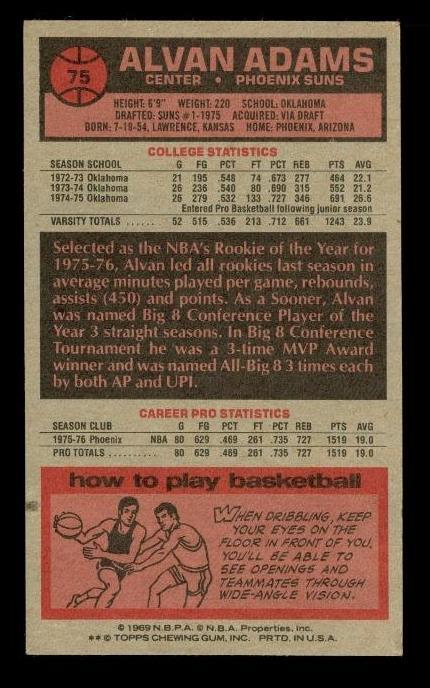 75
ALVAN ADAMS
CENTER • PHOENIX SUNS
HEIGHT: 6'9" WEIGHT: 220 SCHOOL: OKLAHOMA
DRAFTED: SUNS #1-1975 ACQUIRED: VIA DRAFT
BORN: 7-19-54, LAWRENCE, KANSAS HOME: PHOENIX, ARIZONA
COLLEGE STATISTICS
SEASON SCHOOL G FG PCT FT PCT REB PTS AVG
1972-73 Oklahoma 21 195 .548 74 .673 277 464 22.1
1973-74 Oklahoma 26 236 .540 80 .690 315 552 21.2
1974-75 Oklahoma 26 279 .532 133 .727 346 691 26.6
Entered Pro Basketball following junior season
VARSITY TOTALS ...... 52 515 .536 213 .712 661 1243 23.9
Selected as the NBA's Rookie of the Year for
1975-76, Alvan led all rookies last season in
average minutes played per game, rebounds,
assists (450) and points. As a Sooner, Alvan
was named Big 8 Conference Player of the
Year 3 straight seasons. In Big 8 Conference
Tournament he was a 3-time MVP Award
winner and was named All-Big 8 3 times each
by both AP and UPI.
CAREER PRO STATISTICS
SEASON CLUB G FG PCT FT PCT REB PTS AVG
1975-76 Phoenix NBA 80 629 .469 261 .735 727 1519 19.0
PRO TOTALS .......... 80 629 .469 261 .735 727 1519 19.0
how to play basketball
WHEN DRIBBLING, KEEP
YOUR EYES ON THE
FLOOR IN FRONT OF YOU.
YOU'LL BE ABLE TO
SEE OPENINGS AND
TEAMMATES THROUGH
WIDE-ANGLE VISION.
© 1969 N.B.P.A. © N.B.A. Properties, Inc.
** © TOPPS CHEWING GUM, INC. PRTD. IN U.S.A.